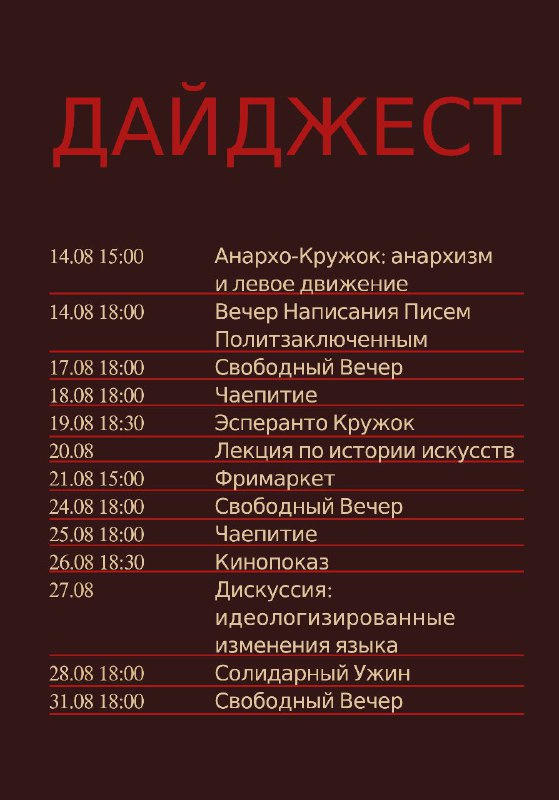 ДАЙДЖЕСТ
14.08 15:00 Анархо-Кружок: анархизм
и левое движение
14.08 18:00 Вечер Написания Писем
Политзаключенным
17.08 18:00 Свободный Вечер
18.08 18:00 Чаепитие
19.08 18:30 Эсперанто Кружок
20.08 Лекция по истории искусств
21.08 15:00 Фримаркет
24.08 18:00 Свободный Вечер
25.08 18:00 Чаепитие
26.08 18:30 Кинопоказ
27.08 Дискуссия:
идеологизированные
изменения языка
28.08 18:00 Солидарный Ужин
31.08 18:00 Свободный Вечер